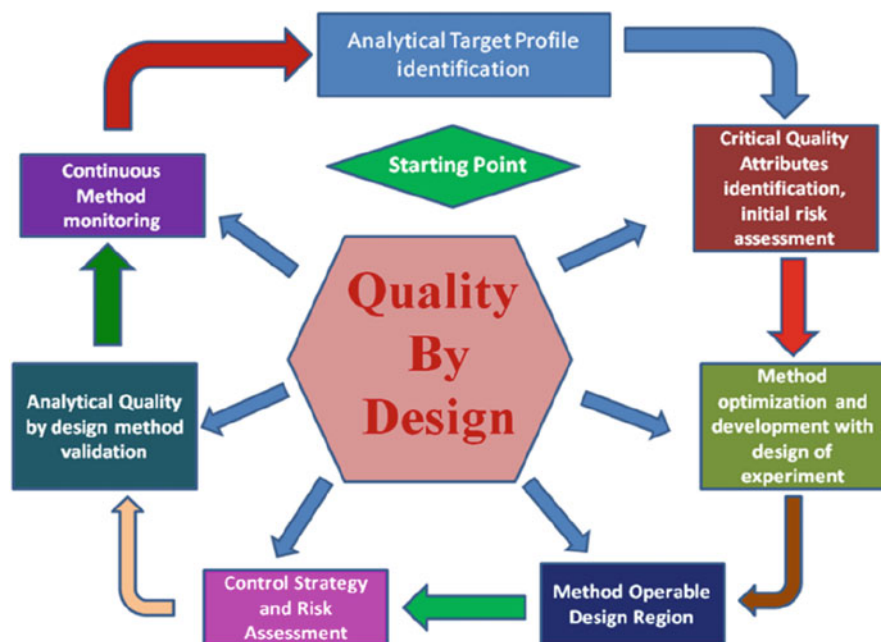 Analytical Target Profile
identification
Starting Point
Critical Quality
Attributes
identification,
initial risk
assessment
Continuous
Method
monitoring
Quality
By
Design
Analytical Quality
by design method
validation
Method
optimization and
development with
design of
experiment
Control Strategy
and Risk
Assessment
Method Operable
Design Region